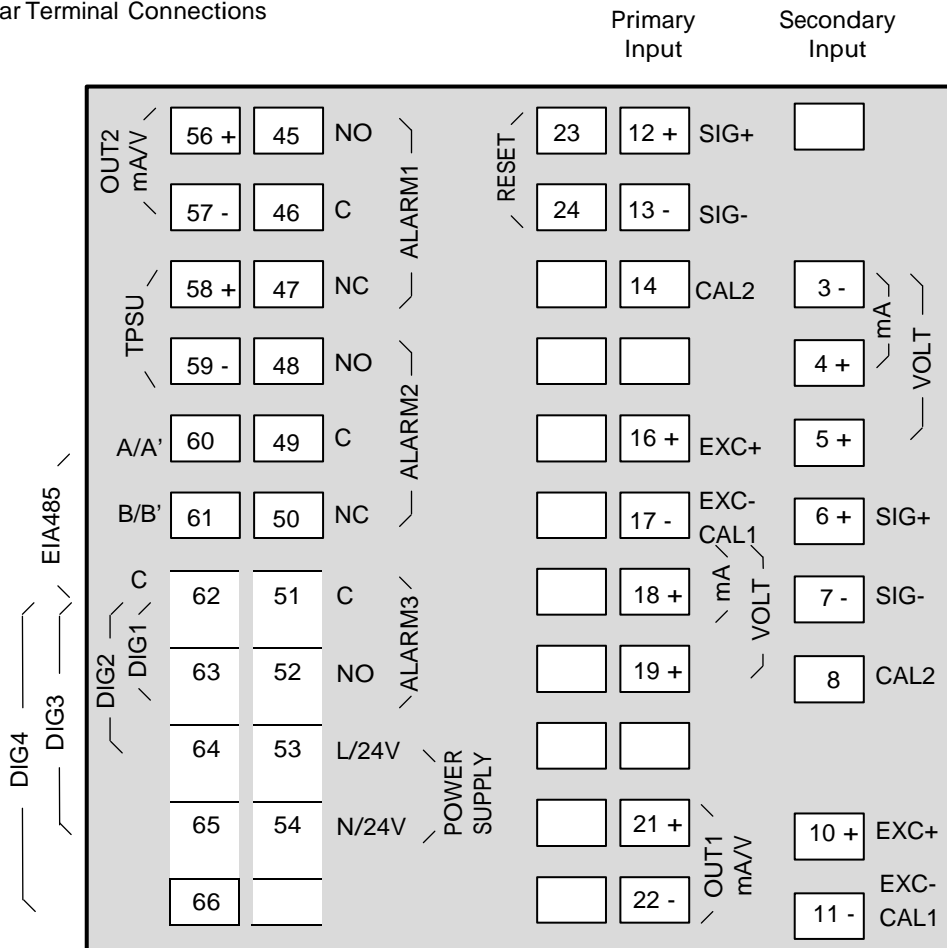 ar Terminal Connections
Primary Input
Secondary Input
OUT2 mA/V
56 + 45 NO
57 - 46 C
ALARM1
TPSU
58 + 47 NC
59 - 48 NO
A/A' 60 49 C
ALARM2
B/B' 61 50 NC
EIA485
C 62 51 C
63 52 NO
ALARM3
DIG1
DIG2
DIG3
DIG4
64 53 L/24V
65 54 N/24V
POWER SUPPLY
66
RESET
23 12 + SIG+
24 13 - SIG-
14 CAL2
16 + EXC+
17 - EXC- CAL1
18 +
mA
19 +
VOLT
21 +
22 -
OUT1 mA/V
3 -
4 +
mA
5 +
VOLT
6 + SIG+
7 - SIG-
8 CAL2
10 + EXC+
11 - EXC- CAL1